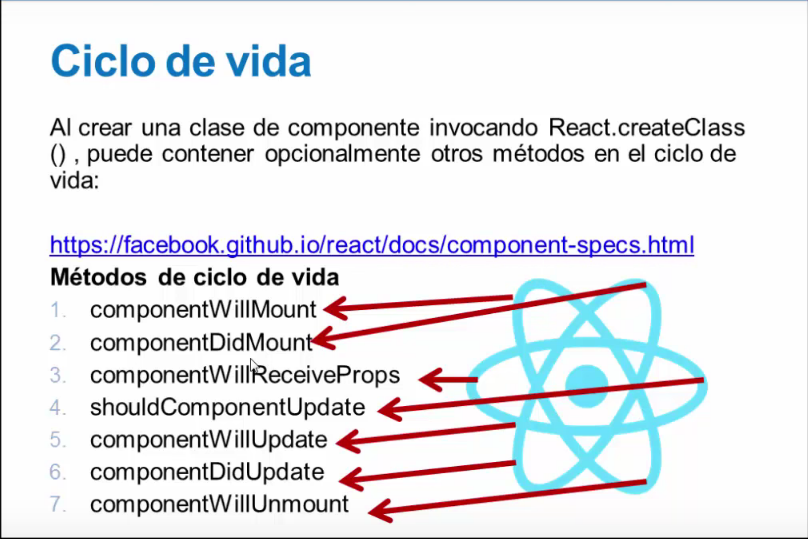 Ciclo de vida
Al crear una clase de componente invocando React.createClass
() , puede contener opcionalmente otros métodos en el ciclo de
vida:
https://facebook.github.io/react/docs/component-specs.html
Métodos de ciclo de vida
1. componentWillMount
2. componentDidMount
3. componentWillReceiveProps
4. shouldComponentUpdate
5. componentWillUpdate
6. componentDidUpdate
7. componentWillUnmount